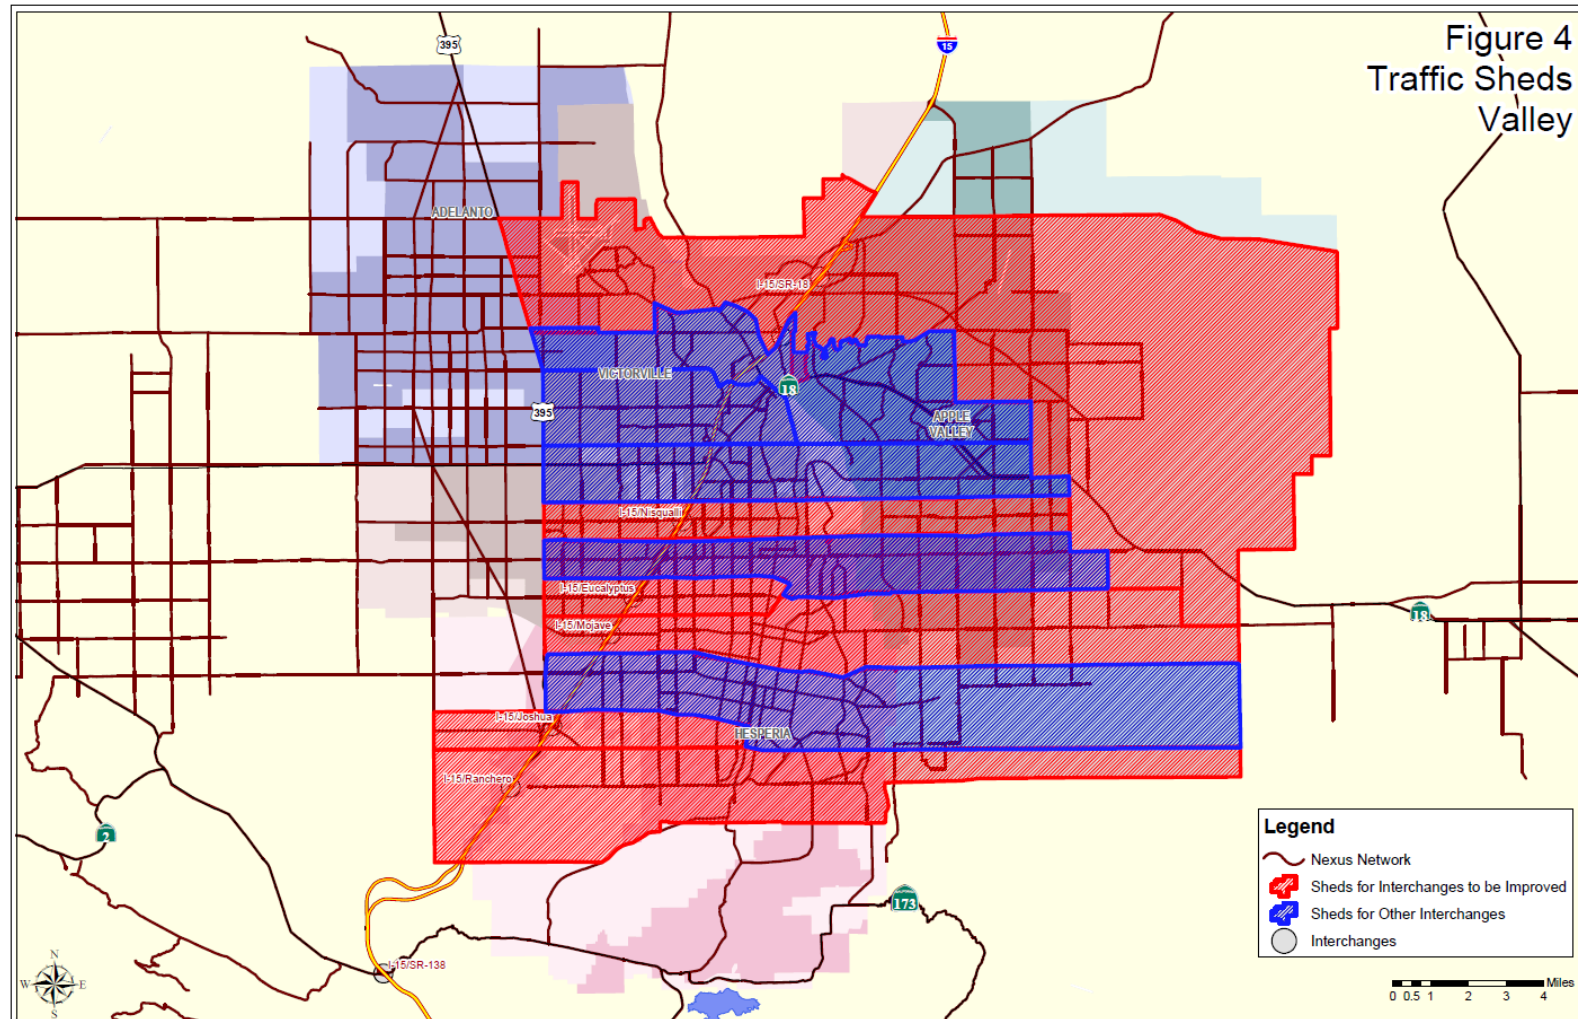 Figure 4
Traffic Sheds
Valley
395
15
ADELANTO
I-15/SR-18
VICTORVILLE
18
395
APPLE
VALLEY
I-15/Nisqualli
I-15/Eucalyptus
I-15/Mojave
18
I-15/Joshua
HESPERIA
I-15/Ranchero
2
173
I-15/SR-138
N
W E
S
Legend
Nexus Network
Sheds for Interchanges to be Improved
Sheds for Other Interchanges
Interchanges
Miles
0 0.5 1 2 3 4